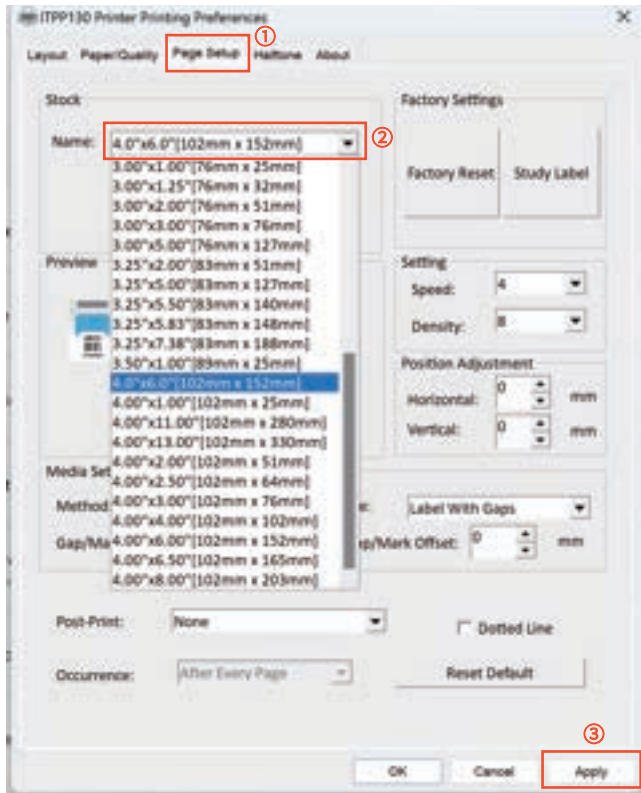 ITPP130 Printer Printing Preferences
①
Layout Paper/Quality Page Setup Halftone About
Stock
Name: 4.0"x6.0"[102mm x 152mm]
②
3.00"x1.00"[76mm x 25mm]
3.00"x1.25"[76mm x 32mm]
3.00"x2.00"[76mm x 51mm]
3.00"x3.00"[76mm x 76mm]
3.00"x5.00"[76mm x 127mm]
3.25"x2.00"[83mm x 51mm]
3.25"x5.00"[83mm x 127mm]
3.25"x5.50"[83mm x 140mm]
3.25"x5.83"[83mm x 148mm]
3.25"x7.38"[83mm x 188mm]
3.50"x1.00"[89mm x 25mm]
4.0"x6.0"[102mm x 152mm]
4.00"x1.00"[102mm x 25mm]
4.00"x11.00"[102mm x 280mm]
4.00"x13.00"[102mm x 330mm]
4.00"x2.00"[102mm x 51mm]
4.00"x2.50"[102mm x 64mm]
4.00"x3.00"[102mm x 76mm]
4.00"x4.00"[102mm x 102mm]
4.00"x6.00"[102mm x 152mm]
4.00"x6.50"[102mm x 165mm]
4.00"x8.00"[102mm x 203mm]
Factory Settings
Factory Reset Study Label
Preview
Setting
Speed: 4
Density: 8
Position Adjustment
Horizontal: 0 mm
Vertical: 0 mm
Media Set
Method e: Label With Gaps
Gap/Ma ap/Mark Offset: 0 mm
Post-Print: None Dotted Line
Occurrence: After Every Page Reset Default
③
OK Cancel Apply